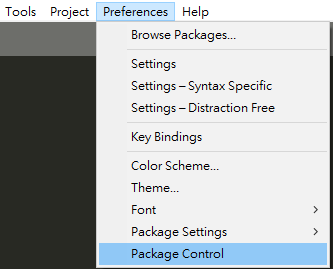 Tools Project Preferences Help
Browse Packages...
Settings
Settings – Syntax Specific
Settings – Distraction Free
Key Bindings
Color Scheme...
Theme...
Font
Package Settings
Package Control